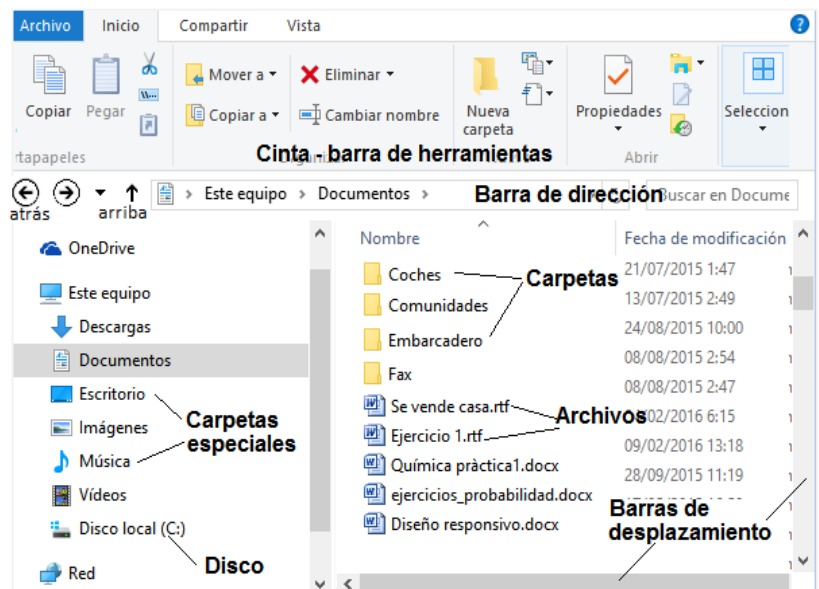 Archivo Inicio Compartir Vista
Mover a Eliminar
Copiar Pegar Copiar a Cambiar nombre Nueva carpeta Propiedades Seleccion
rtapapeles Cinta - barra de herramientas Abrir
Este equipo > Documentos > Barra de dirección Buscar en Docume
atrás arriba
Nombre Fecha de modificación
OneDrive
Este equipo
Descargas
Documentos
Escritorio
Imágenes
Música
Vídeos
Disco local (C:)
Red
Carpetas
especiales
Disco
Coches 21/07/2015 1:47
Comunidades 13/07/2015 2:49
Embarcadero 24/08/2015 10:00
Fax 08/08/2015 2:54
Carpetas
08/08/2015 2:47
Se vende casa.rtf /02/2016 6:15
Ejercicio 1.rtf 09/02/2016 13:18
Archivos
Química pràctica1.docx 28/09/2015 11:19
ejercicios_probabilidad.docx
Diseño responsivo.docx
Barras de
desplazamiento